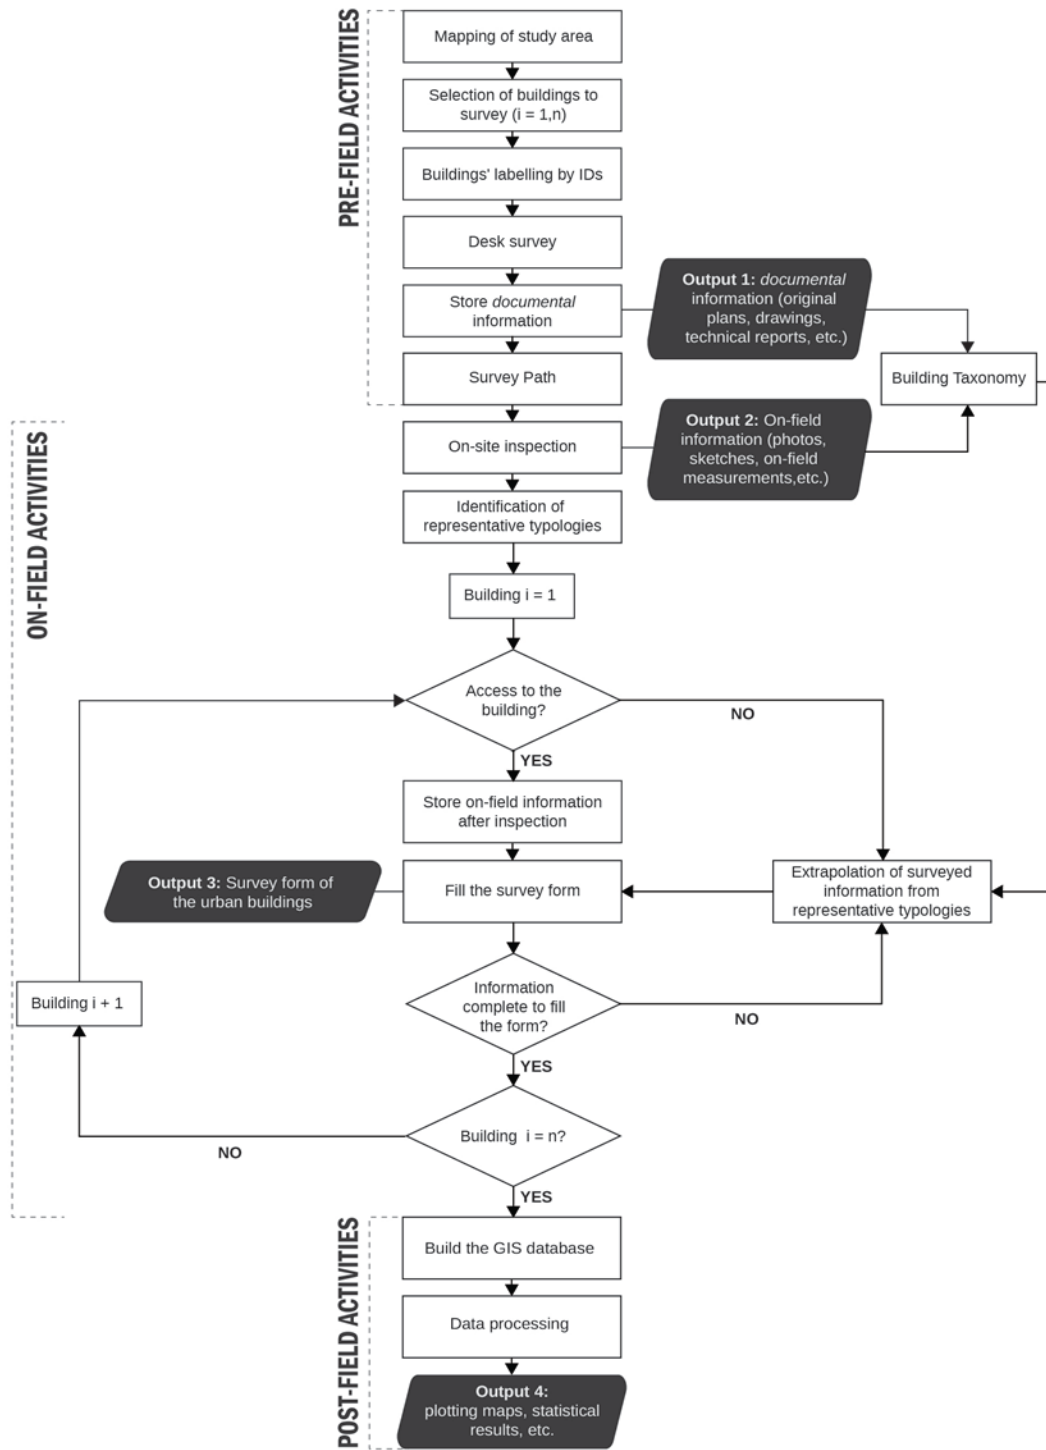 PRE-FIELD ACTIVITIES
Mapping of study area
Selection of buildings to
survey (i = 1,n)
Buildings' labelling by IDs
Desk survey
Store documental
information
Output 1: documental
information (original
plans, drawings,
technical reports, etc.)
Survey Path
Building Taxonomy
ON-FIELD ACTIVITIES
On-site inspection
Output 2: On-field
information (photos,
sketches, on-field
measurements,etc.)
Identification of
representative typologies
Building i = 1
Access to the
building?
NO
YES
Store on-field information
after inspection
Output 3: Survey form of
the urban buildings
Fill the survey form
Extrapolation of surveyed
information from
representative typologies
Building i + 1
Information
complete to fill
the form?
NO
YES
Building i = n?
NO
YES
POST-FIELD ACTIVITIES
Build the GIS database
Data processing
Output 4:
plotting maps, statistical
results, etc.